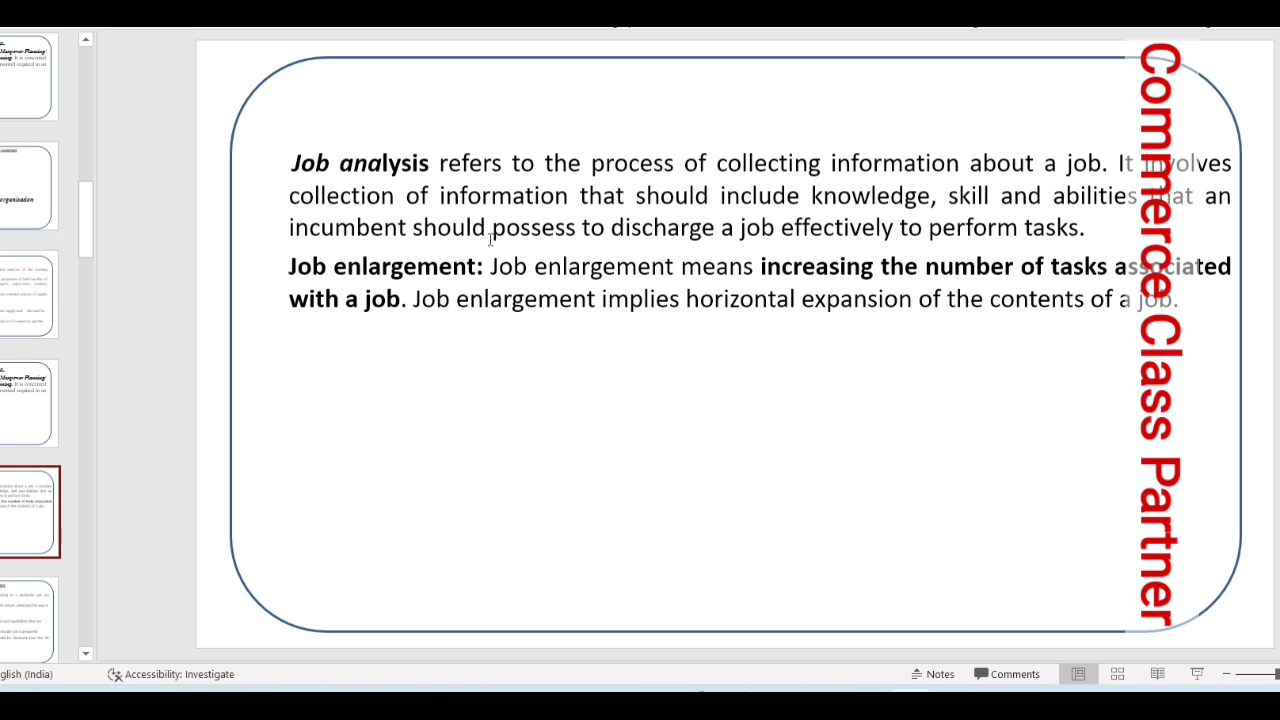 Job analysis refers to the process of collecting information about a job. It involves
collection of information that should include knowledge, skill and abilities that an
incumbent should possess to discharge a job effectively to perform tasks.
Job enlargement: Job enlargement means increasing the number of tasks associated
with a job. Job enlargement implies horizontal expansion of the contents of a job.
Commerce Class Partner
organisation
glish (India)
Accessibility: Investigate
Notes
Comments